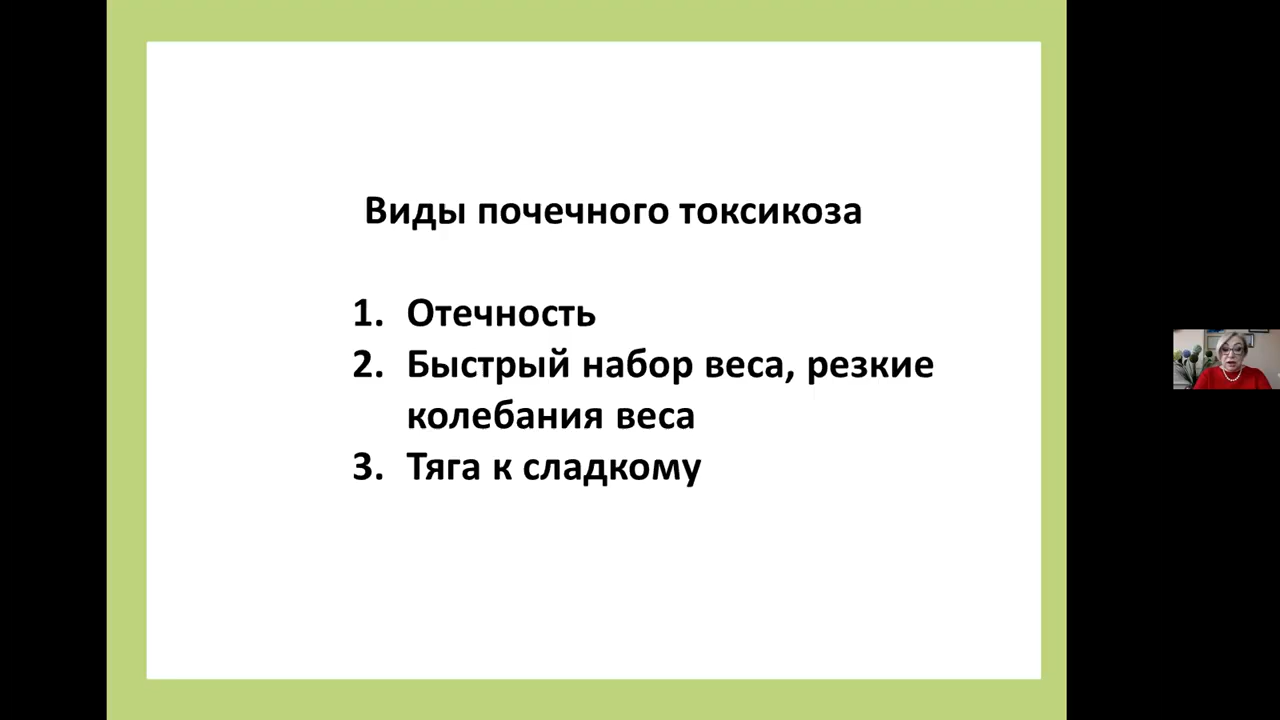 Виды почечного токсикоза
1. Отечность
2. Быстрый набор веса, резкие
колебания веса
3. Тяга к сладкому